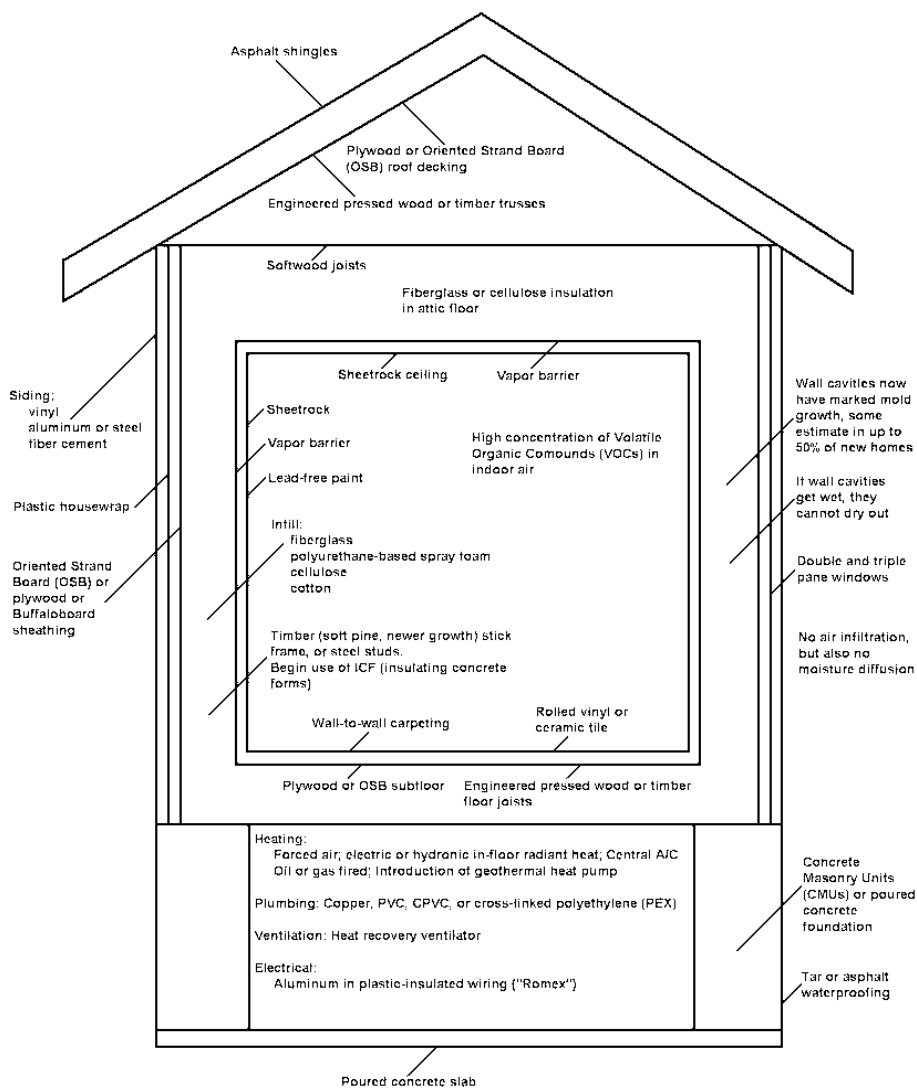 Asphalt shingles
Plywood or Oriented Strand Board
(OSB) roof decking
Engineered pressed wood or timber trusses
Softwood joists
Fiberglass or cellulose insulation
in attic floor
Sheetrock ceiling
Vapor barrier
Siding:
vinyl
aluminum or steel
fiber cement
Plastic housewrap
Oriented Strand
Board (OSB) or
plywood or
Buffaloboard
sheathing
Sheetrock
Vapor barrier
Lead-free paint
High concentration of Volatile
Organic Comounds (VOCs) in
indoor air
Infill:
fiberglass
polyurethane-based spray foam
cellulose
cotton
Timber (soft pine, newer growth) stick
frame, or steel studs.
Begin use of ICF (insulating concrete
forms)
Wall-to-wall carpeting
Rolled vinyl or
ceramic tile
Plywood or OSB subfloor
Engineered pressed wood or timber
floor joists
Wall cavities now
have marked mold
growth, some
estimate in up to
50% of new homes
If wall cavities
get wet, they
cannot dry out
Double and triple
pane windows
No air infiltration,
but also no
moisture diffusion
Heating:
Forced air; electric or hydronic in-floor radiant heat; Central A/C
Oil or gas fired; Introduction of geothermal heat pump
Plumbing: Copper, PVC, CPVC, or cross-linked polyethylene (PEX)
Ventilation: Heat recovery ventilator
Electrical:
Aluminum in plastic-insulated wiring ("Romex")
Concrete
Masonry Units
(CMUs) or poured
concrete
foundation
Tar or asphalt
waterproofing
Poured concrete slab